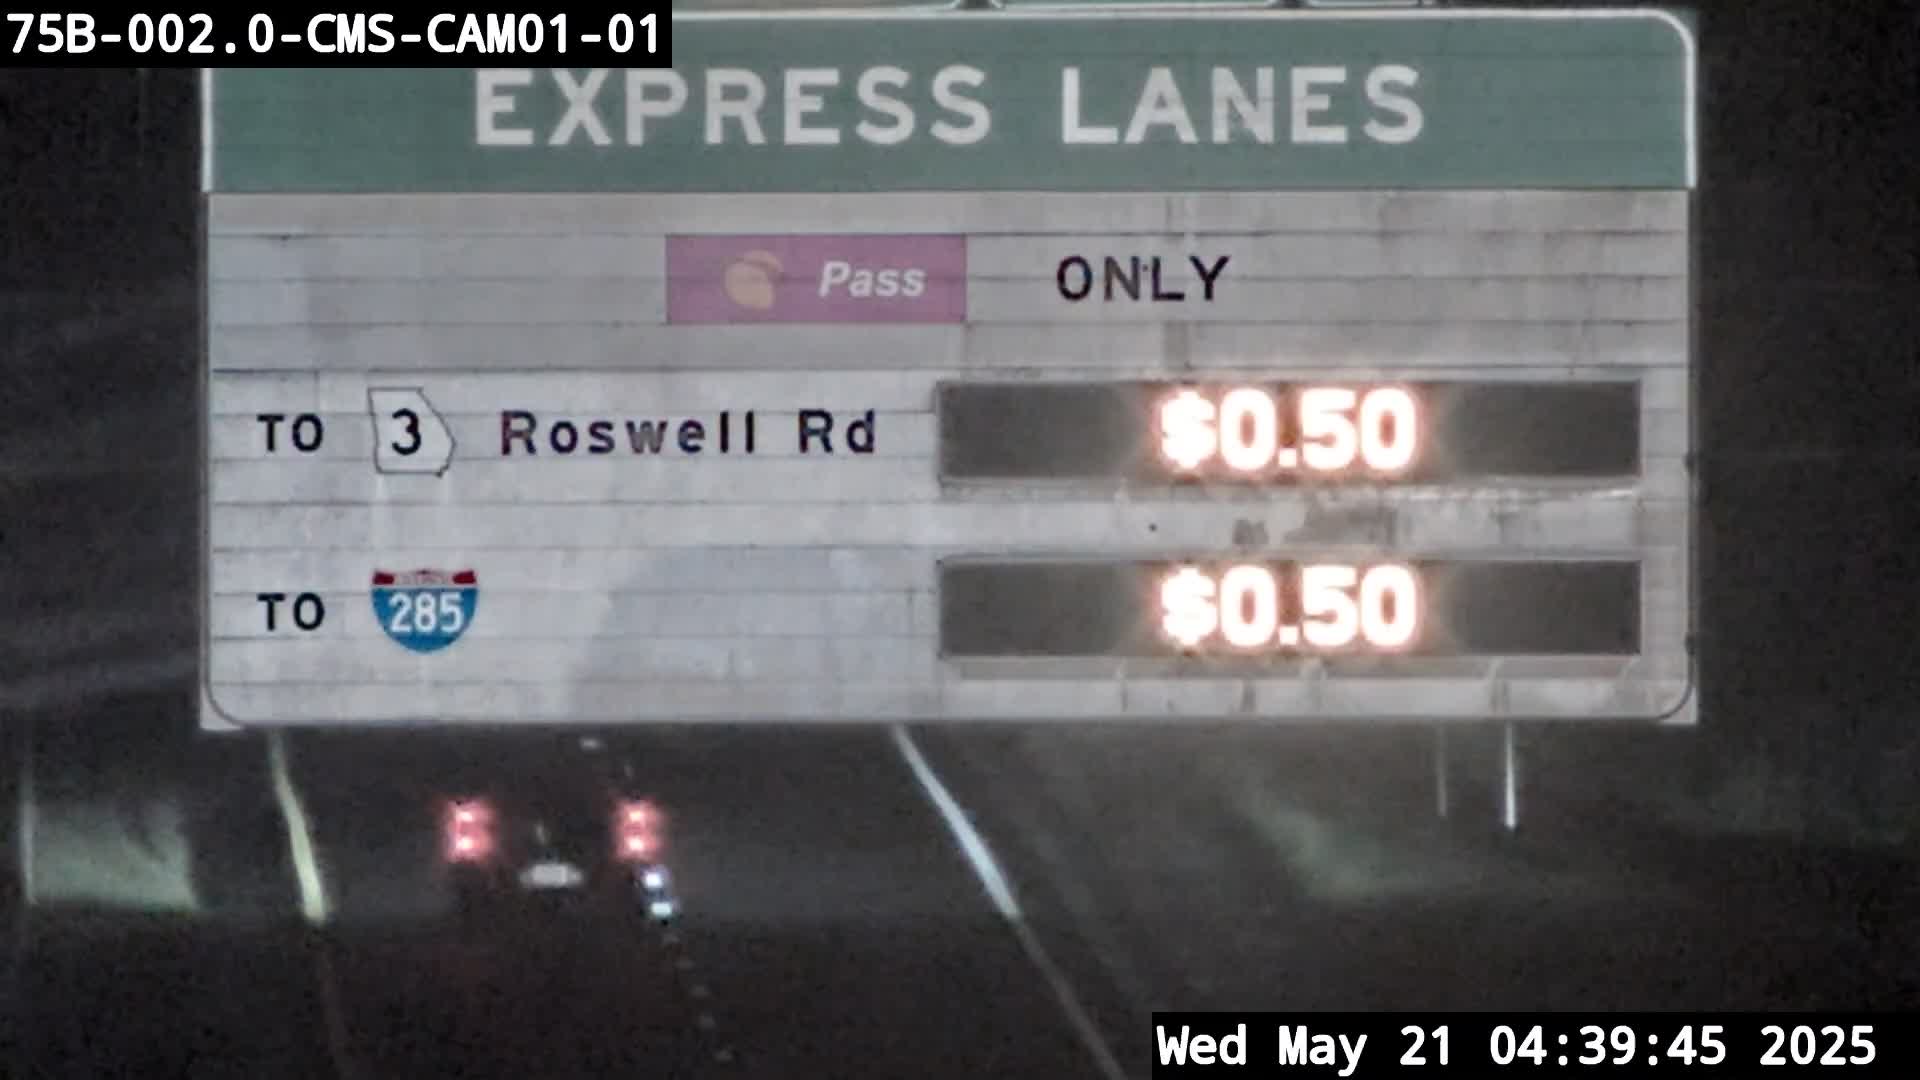 75B-002.0-CMS-CAM01-01
EXPRESS LANES
Pass ONLY
TO 3 Roswell Rd $0.50
TO 285 $0.50
Wed May 21 04:39:45 2025